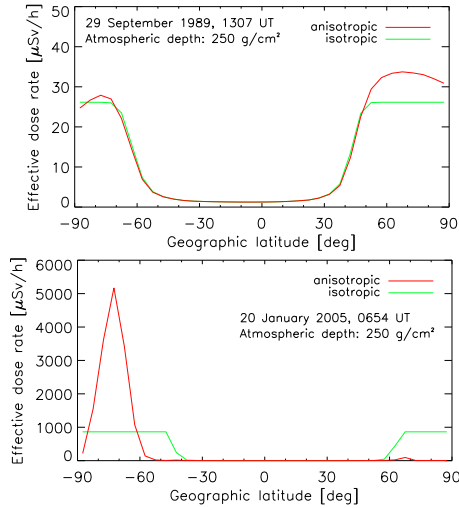 29 September 1989, 1307 UT
Atmospheric depth: 250 g/cm²
anisotropic
isotropic
Effective dose rate [μSv/h]
50
40
30
20
10
0
−90 −60 −30 0 30 60 90
Geographic latitude [deg]
anisotropic
isotropic
20 January 2005, 0654 UT
Atmospheric depth: 250 g/cm²
Effective dose rate [μSv/h]
6000
5000
4000
3000
2000
1000
0
−90 −60 −30 0 30 60 90
Geographic latitude [deg]